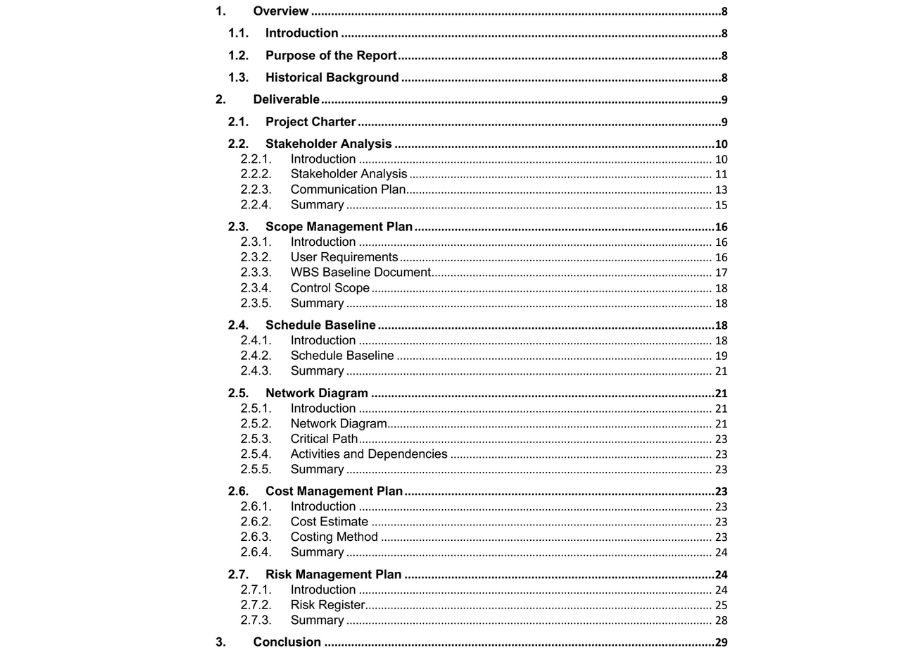 1. Overview ........ 8
1.1. Introduction ........ 8
1.2. Purpose of the Report ........ 8
1.3. Historical Background ........ 8
2. Deliverable ........ 9
2.1. Project Charter ........ 9
2.2. Stakeholder Analysis ........ 10
2.2.1. Introduction ........ 10
2.2.2. Stakeholder Analysis ........ 11
2.2.3. Communication Plan ........ 13
2.2.4. Summary ........ 15
2.3. Scope Management Plan ........ 16
2.3.1. Introduction ........ 16
2.3.2. User Requirements ........ 16
2.3.3. WBS Baseline Document ........ 17
2.3.4. Control Scope ........ 18
2.3.5. Summary ........ 18
2.4. Schedule Baseline ........ 18
2.4.1. Introduction ........ 18
2.4.2. Schedule Baseline ........ 19
2.4.3. Summary ........ 21
2.5. Network Diagram ........ 21
2.5.1. Introduction ........ 21
2.5.2. Network Diagram ........ 21
2.5.3. Critical Path ........ 23
2.5.4. Activities and Dependencies ........ 23
2.5.5. Summary ........ 23
2.6. Cost Management Plan ........ 23
2.6.1. Introduction ........ 23
2.6.2. Cost Estimate ........ 23
2.6.3. Costing Method ........ 23
2.6.4. Summary ........ 24
2.7. Risk Management Plan ........ 24
2.7.1. Introduction ........ 24
2.7.2. Risk Register ........ 25
2.7.3. Summary ........ 28
3. Conclusion ........ 29